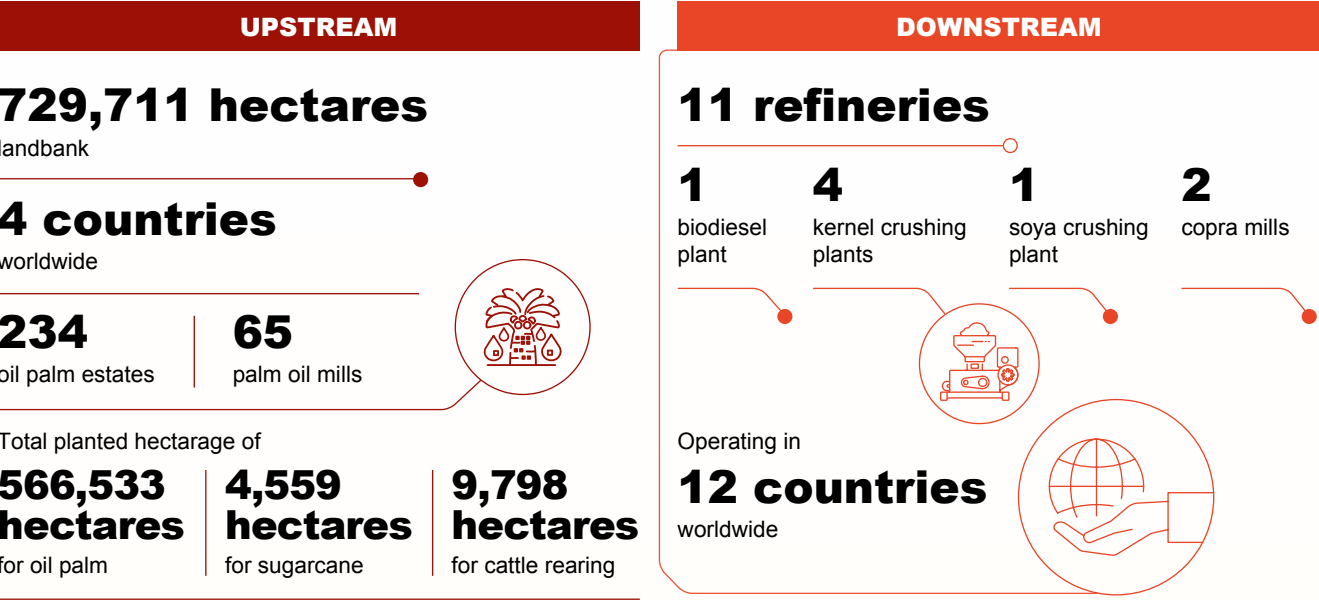 UPSTREAM
729,711 hectares
landbank
4 countries
worldwide
234
oil palm estates
65
palm oil mills
Total planted hectarage of
566,533
hectares
for oil palm
4,559
hectares
for sugarcane
9,798
hectares
for cattle rearing
DOWNSTREAM
11 refineries
1
biodiesel
plant
4
kernel crushing
plants
1
soya crushing
plant
2
copra mills
Operating in
12 countries
worldwide